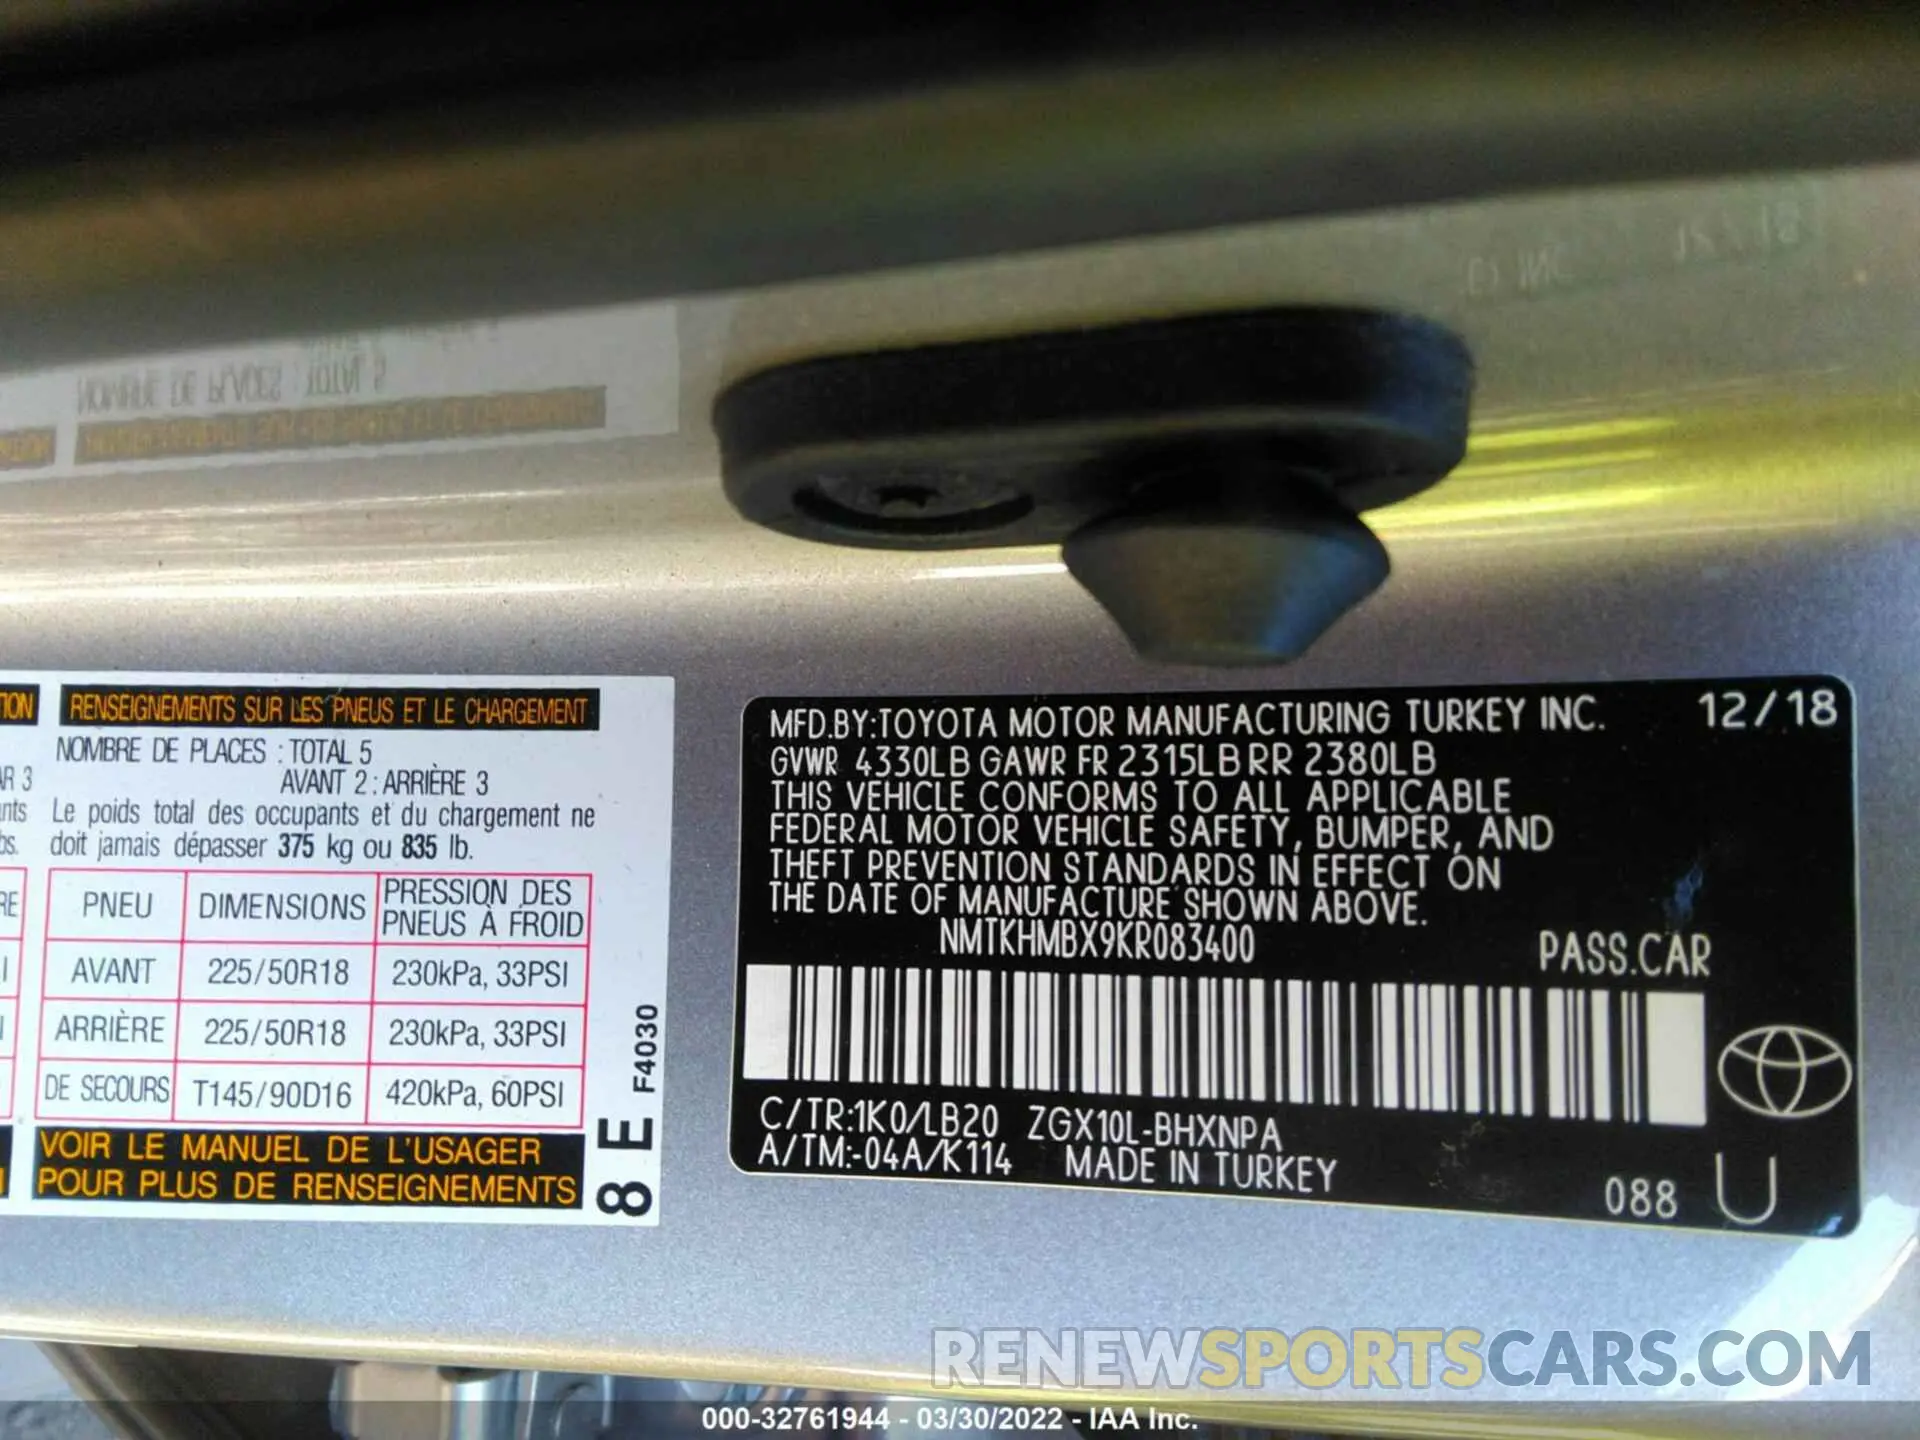 TION
RENSEIGNEMENTS SUR LES PNEUS ET LE CHARGEMENT
NOMBRE DE PLACES : TOTAL 5
AR 3
AVANT 2 : ARRIÈRE 3
Le poids total des occupants et du chargement ne
doit jamais dépasser 375 kg ou 835 lb.
PNEU DIMENSIONS PRESSION DES PNEUS À FROID
AVANT 225/50R18 230kPa, 33PSI
ARRIÈRE 225/50R18 230kPa, 33PSI
DE SECOURS T145/90D16 420kPa, 60PSI
VOIR LE MANUEL DE L'USAGER
POUR PLUS DE RENSEIGNEMENTS
8 E F4030
MFD.BY:TOYOTA MOTOR MANUFACTURING TURKEY INC. 12/18
GVWR 4330LB GAWR FR 2315LB RR 2380LB
THIS VEHICLE CONFORMS TO ALL APPLICABLE
FEDERAL MOTOR VEHICLE SAFETY, BUMPER, AND
THEFT PREVENTION STANDARDS IN EFFECT ON
THE DATE OF MANUFACTURE SHOWN ABOVE.
NMTKHMBX9KR083400 PASS.CAR
C/TR:1K0/LB20 ZGX10L-BHXNPA
A/TM:-04A/K114 MADE IN TURKEY
088 U
RENEWSPORTSCARS.COM
000-32761944 - 03/30/2022 - IAA Inc.